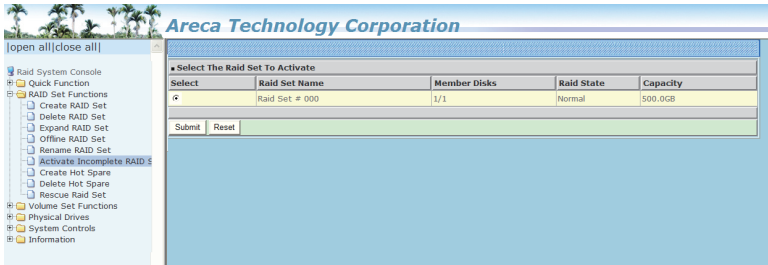 Areca Technology Corporation
|open all|close all|
Raid System Console
Quick Function
RAID Set Functions
Create RAID Set
Delete RAID Set
Expand RAID Set
Offline RAID Set
Rename RAID Set
Activate Incomplete RAID S
Create Hot Spare
Delete Hot Spare
Rescue Raid Set
Volume Set Functions
Physical Drives
System Controls
Information
Select The Raid Set To Activate
Select Raid Set Name Member Disks Raid State Capacity
Raid Set # 000 1/1 Normal 500.0GB
Submit Reset